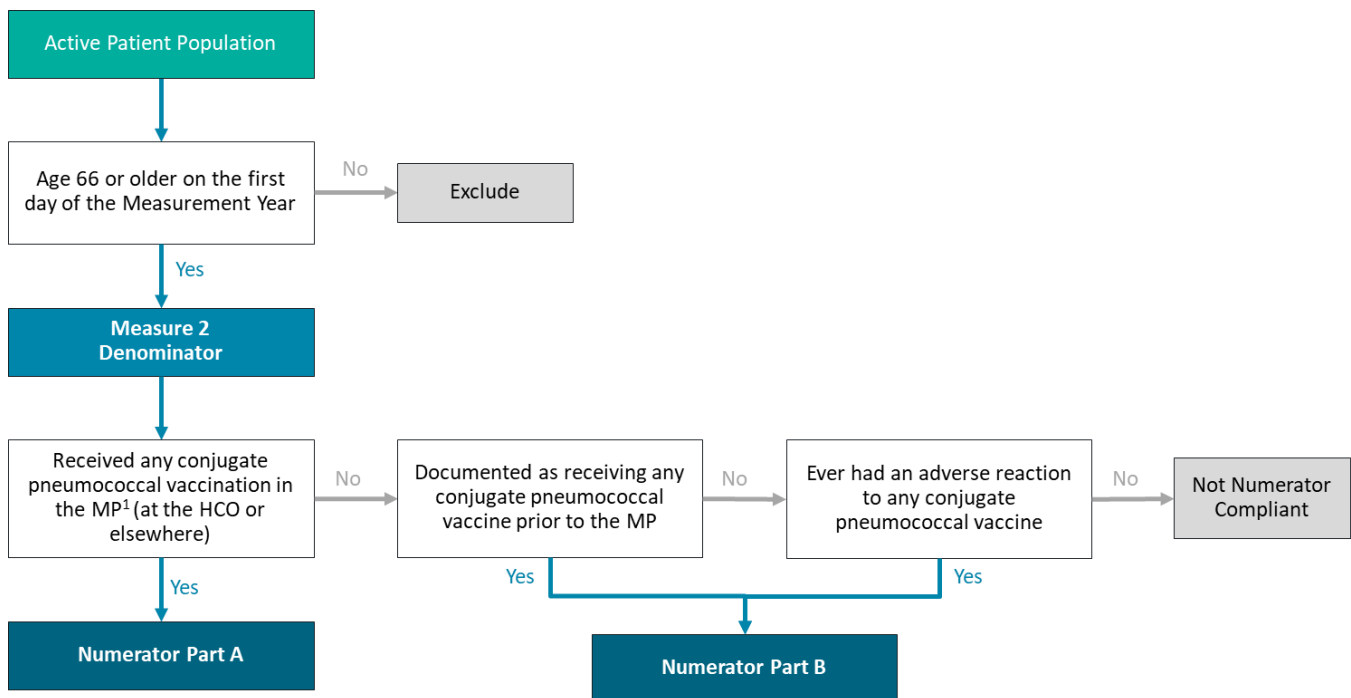 Active Patient Population
Age 66 or older on the first
day of the Measurement Year
No
Exclude
Yes
Measure 2
Denominator
Received any conjugate
pneumococcal vaccination in
the MP¹ (at the HCO or
elsewhere)
No
Documented as receiving any
conjugate pneumococcal
vaccine prior to the MP
No
Ever had an adverse reaction
to any conjugate
pneumococcal vaccine
No
Not Numerator
Compliant
Yes
Yes
Yes
Numerator Part A
Numerator Part B